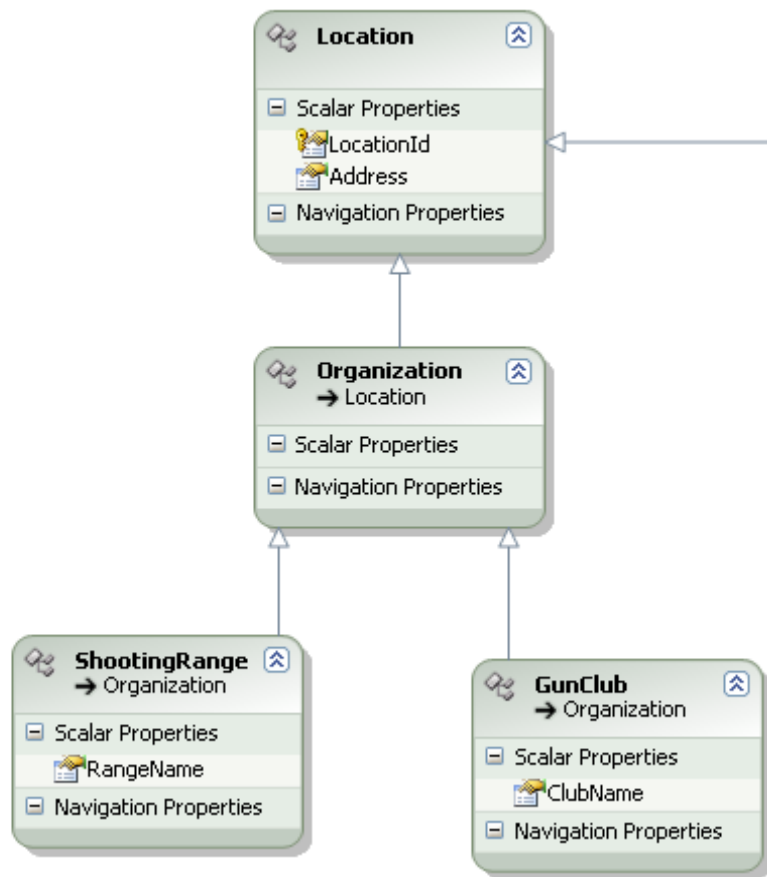 Location
Scalar Properties
LocationId
Address
Navigation Properties
Organization
→ Location
Scalar Properties
Navigation Properties
ShootingRange
→ Organization
Scalar Properties
RangeName
Navigation Properties
GunClub
→ Organization
Scalar Properties
ClubName
Navigation Properties